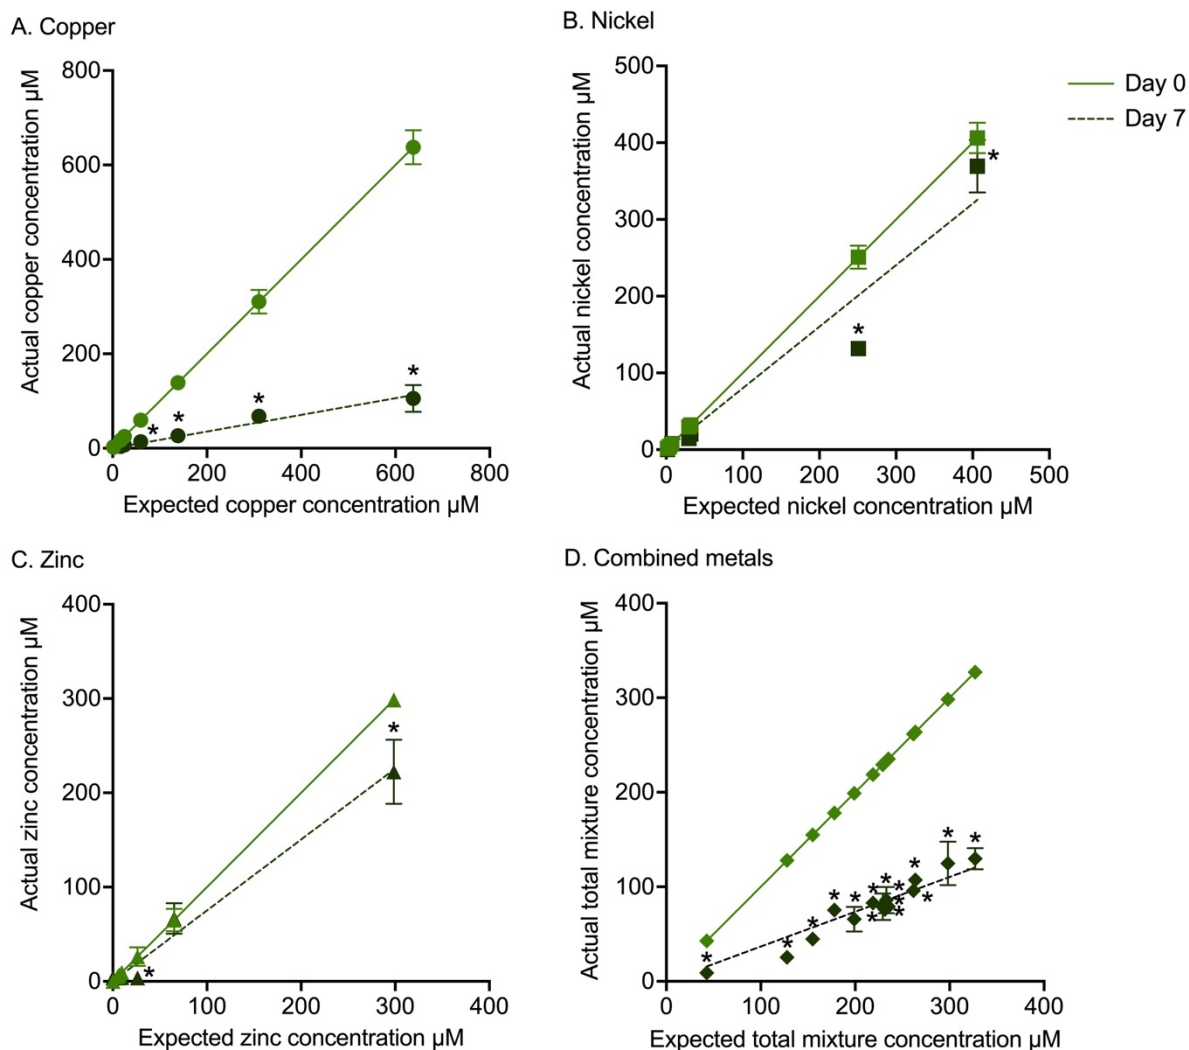 A. Copper
B. Nickel
Day 0
Day 7
Actual copper concentration µM
800
600
400
200
0
*
*
*
*
0 200 400 600 800
Expected copper concentration µM
Actual nickel concentration µM
500
400
300
200
100
0
*
*
0 100 200 300 400 500
Expected nickel concentration µM
C. Zinc
D. Combined metals
Actual zinc concentration µM
400
300
200
100
0
*
*
0 100 200 300 400
Expected zinc concentration µM
Actual total mixture concentration µM
400
300
200
100
0
* * * * * * * * * * * * * * *
0 100 200 300 400
Expected total mixture concentration µM